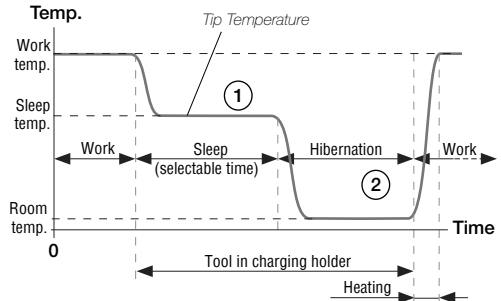 Temp.
Tip Temperature
Work
temp.
1
Sleep
temp.
Work
Sleep
(selectable time)
Hibernation
Work
2
Room
temp.
0
Time
Tool in charging holder
Heating